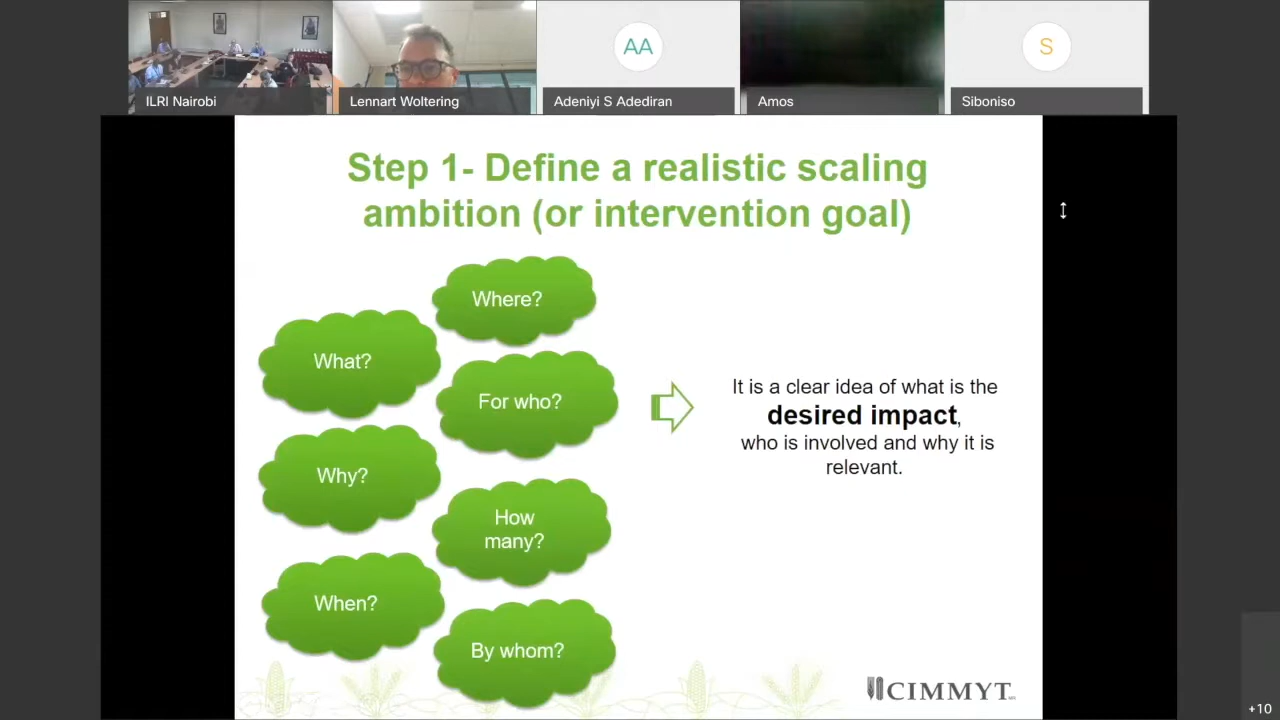 ILRI Nairobi
Lennart Woltering
AA
Adeniyi S Adediran
Amos
S
Siboniso
Step 1- Define a realistic scaling
ambition (or intervention goal)
Where?
What?
For who?
Why?
How
many?
When?
By whom?
It is a clear idea of what is the
desired impact,
who is involved and why it is
relevant.
CIMMYT
+10